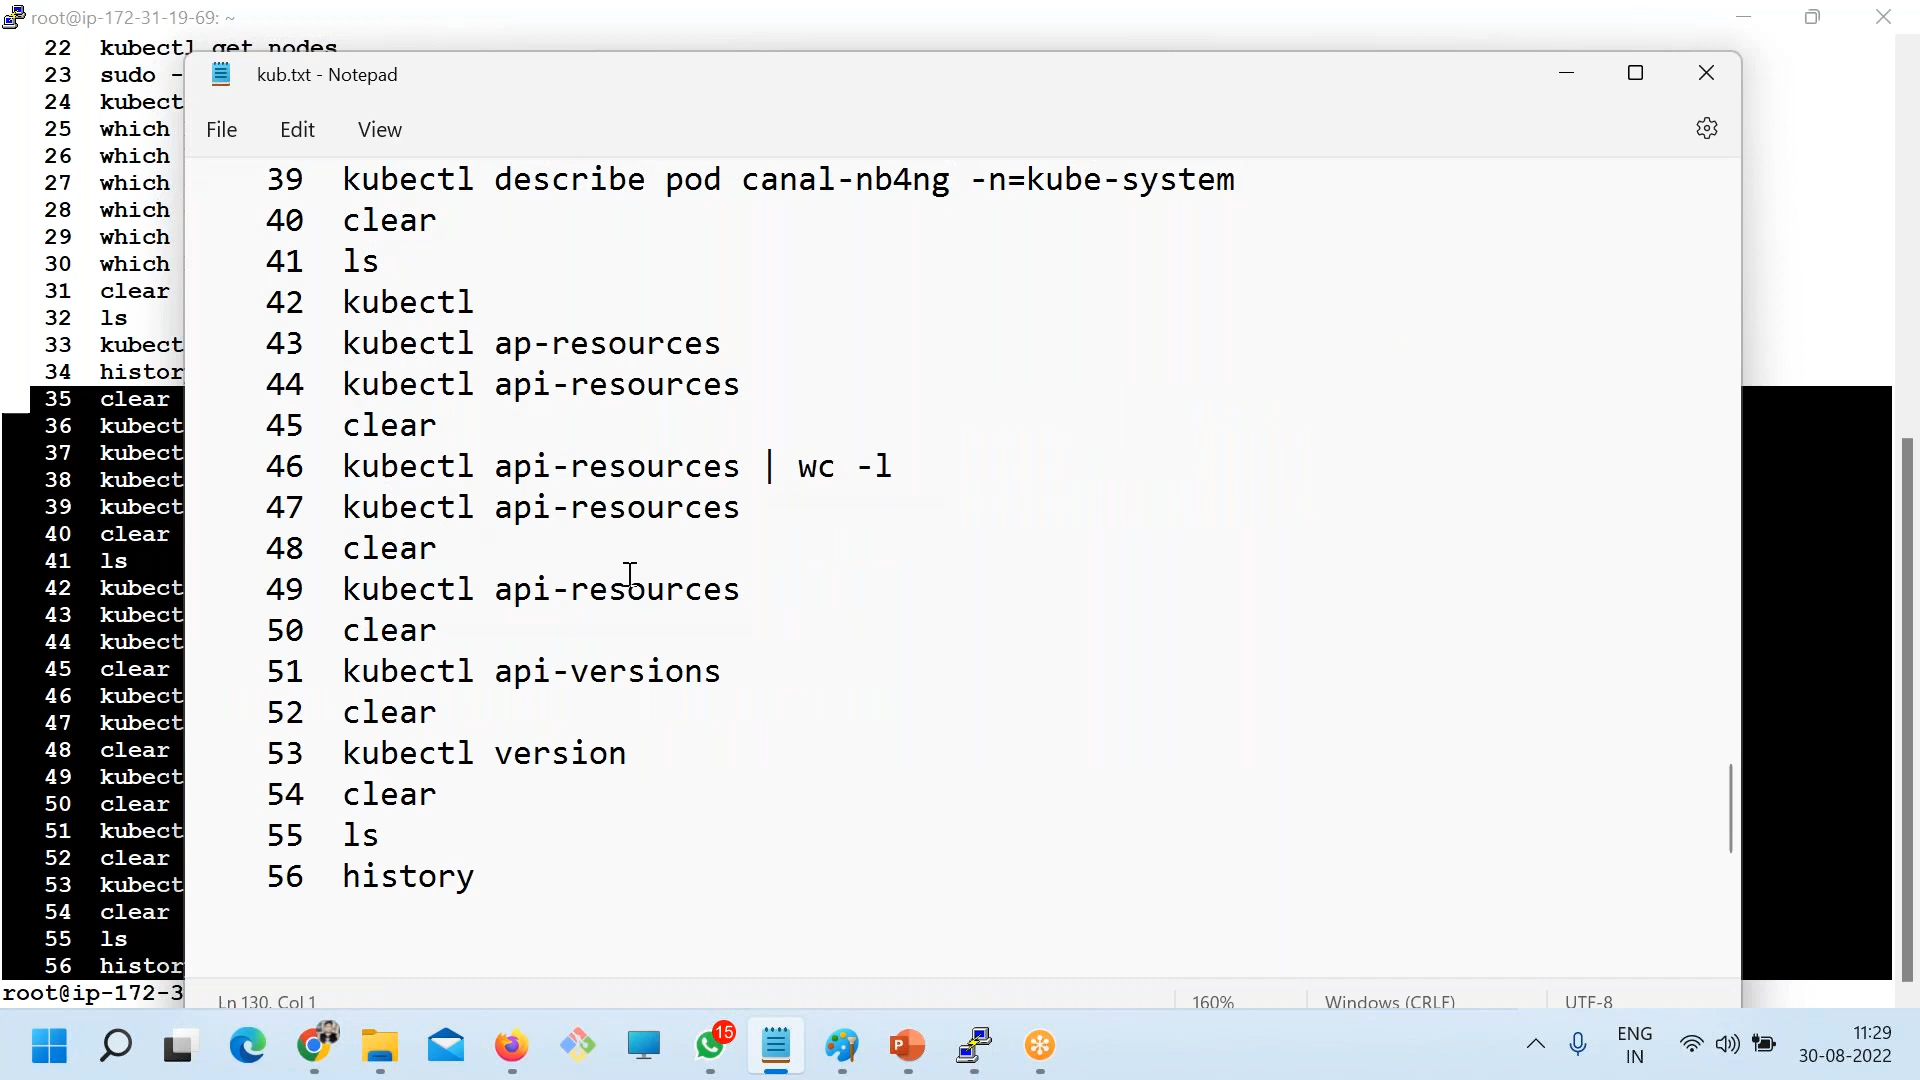 root@ip-172-31-19-69: ~
22 kubectl get nodes
23 sudo -
24 kubect
25 which
26 which
27 which
28 which
29 which
30 which
31 clear
32 ls
33 kubect
34 histor
35 clear
36 kubect
37 kubect
38 kubect
39 kubect
40 clear
41 ls
42 kubect
43 kubect
44 kubect
45 clear
46 kubect
47 kubect
48 clear
49 kubect
50 clear
51 kubect
52 clear
53 kubect
54 clear
55 ls
56 histor
root@ip-172-3
kub.txt - Notepad
File Edit View
39 kubectl describe pod canal-nb4ng -n=kube-system
40 clear
41 ls
42 kubectl
43 kubectl ap-resources
44 kubectl api-resources
45 clear
46 kubectl api-resources | wc -l
47 kubectl api-resources
48 clear
49 kubectl api-resources
50 clear
51 kubectl api-versions
52 clear
53 kubectl version
54 clear
55 ls
56 history
Ln 130, Col 1 160% Windows (CRLF) UTF-8
15
ENG
IN
11:29
30-08-2022